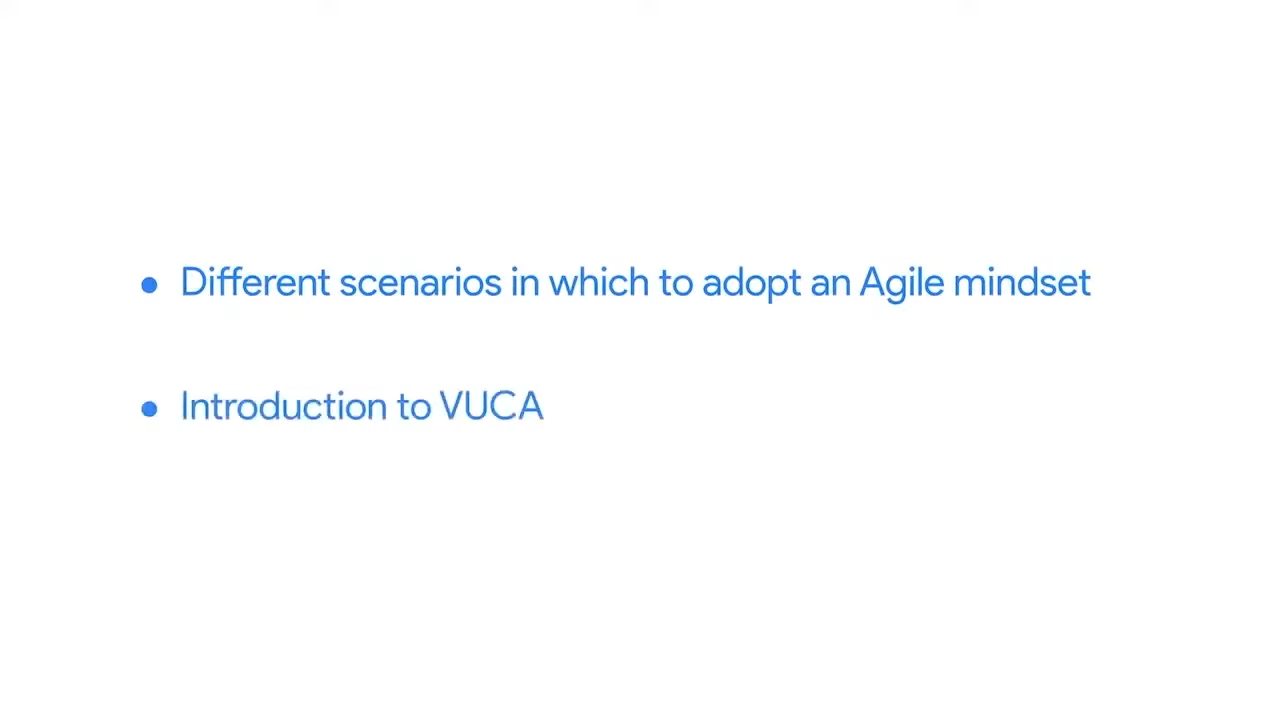 • Different scenarios in which to adopt an Agile mindset
• Introduction to VUCA